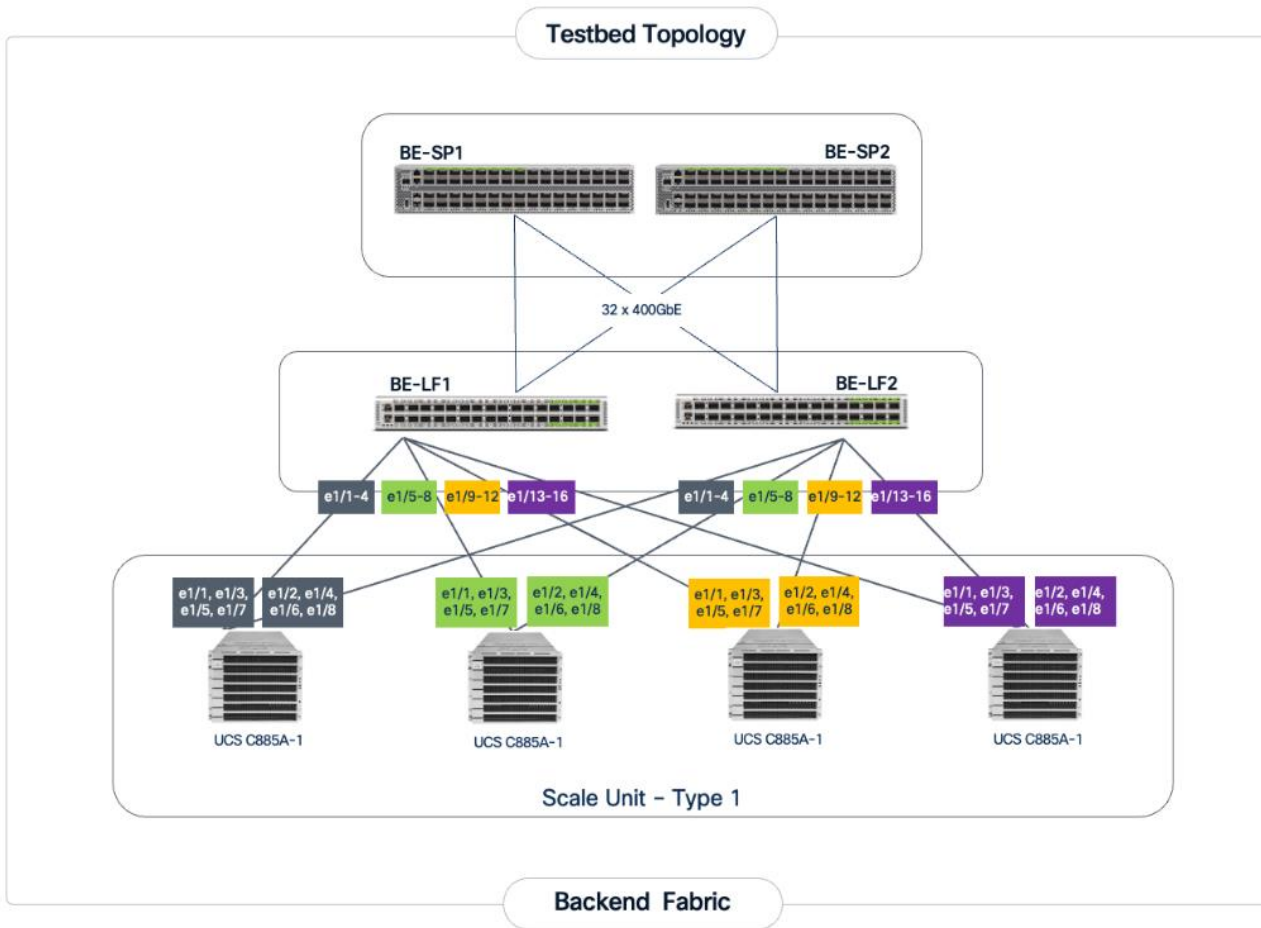 Testbed Topology
BE-SP1
BE-SP2
32 x 400GbE
BE-LF1
BE-LF2
e1/1-4
e1/5-8
e1/9-12
e1/13-16
e1/1-4
e1/5-8
e1/9-12
e1/13-16
e1/1, e1/3,
e1/5, e1/7
e1/2, e1/4,
e1/6, e1/8
e1/1, e1/3,
e1/5, e1/7
e1/2, e1/4,
e1/6, e1/8
e1/1, e1/3,
e1/5, e1/7
e1/2, e1/4,
e1/6, e1/8
e1/1, e1/3,
e1/5, e1/7
e1/2, e1/4,
e1/6, e1/8
UCS C885A-1
UCS C885A-1
UCS C885A-1
UCS C885A-1
Scale Unit - Type 1
Backend Fabric